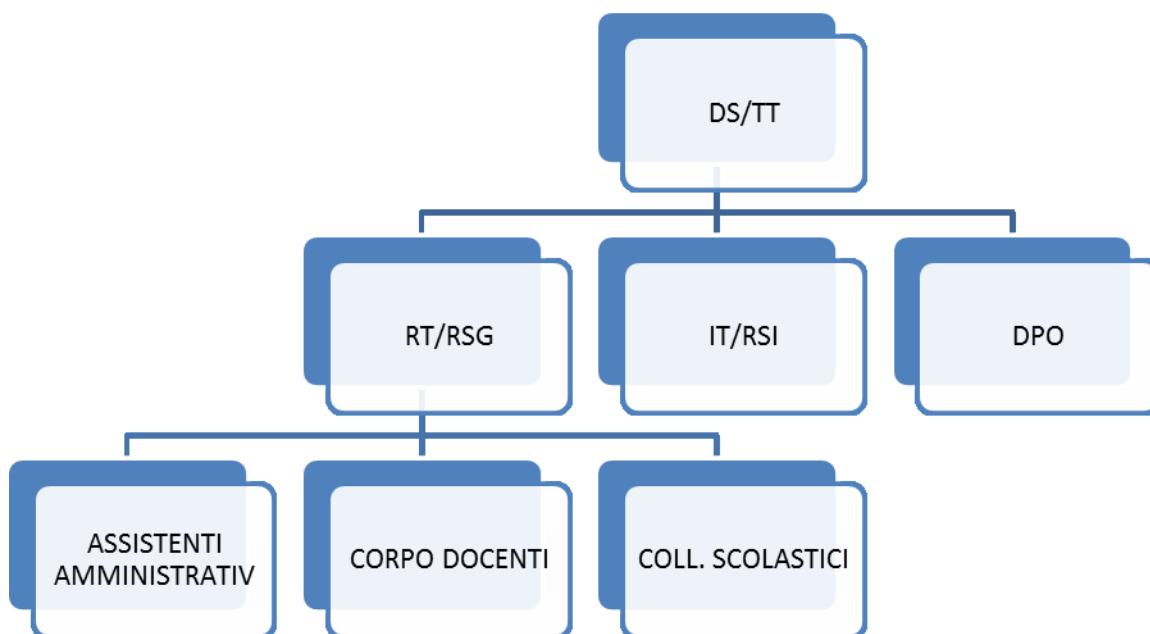 DS/TT
RT/RSG
IT/RSI
DPO
ASSISTENTI
AMMINISTRATIV
CORPO DOCENTI
COLL. SCOLASTICI